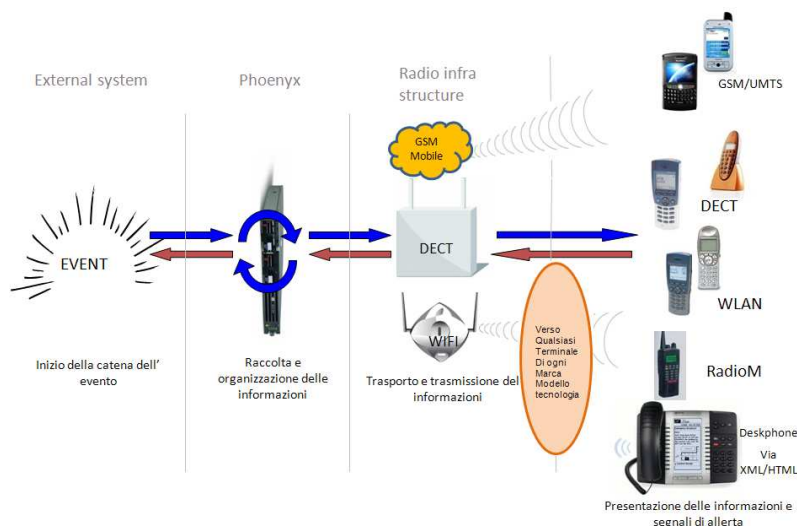 External system
Phoenyx
Radio infra
structure
GSM/UMTS
GSM
Mobile
DECT
EVENT
DECT
WLAN
WIFI
Verso
Qualsiasi
Terminale
Di ogni
Marca
Modello
tecnologia
RadioM
Inizio della catena dell'
evento
Raccolta e
organizzazione delle
informazioni
Trasporto e trasmissione del
informazioni
Deskphone
Via
XML/HTML
Presentazione delle informazioni e
segnali di allerta